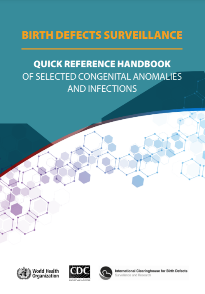 BIRTH DEFECTS SURVEILLANCE
QUICK REFERENCE HANDBOOK
OF SELECTED CONGENITAL ANOMALIES
AND INFECTIONS
World Health
Organization
CDC
International Clearinghouse for Birth Defects
Surveillance and Research